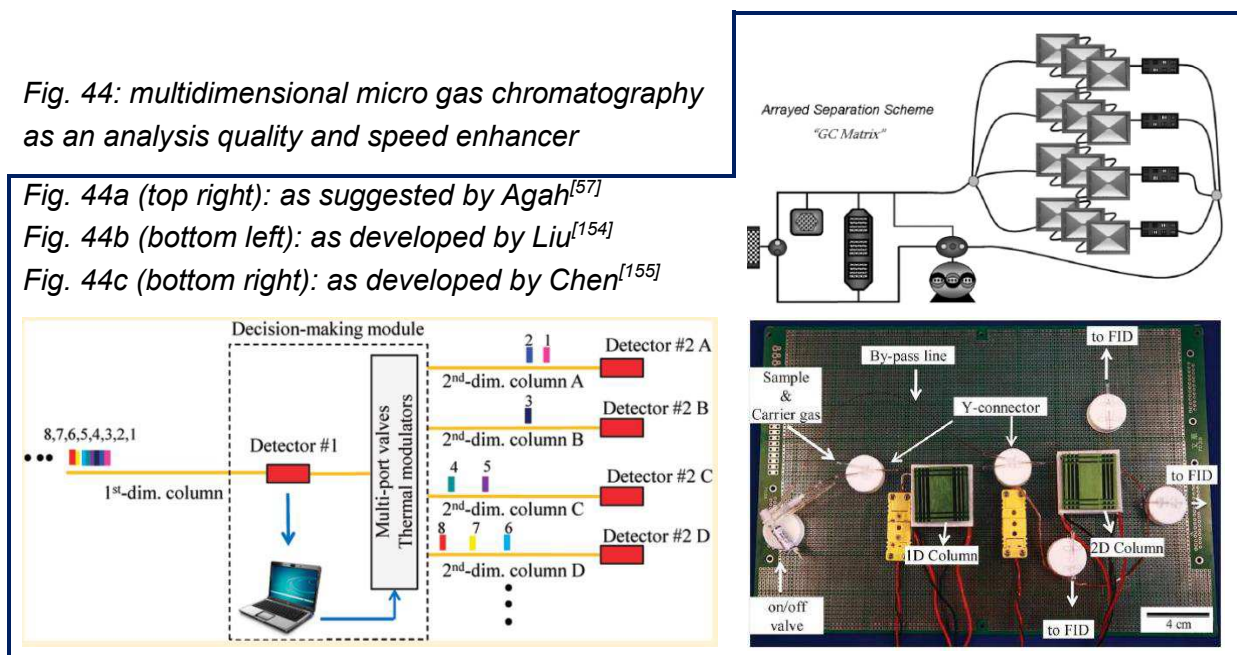 Fig. 44: multidimensional micro gas chromatography
as an analysis quality and speed enhancer
Fig. 44a (top right): as suggested by Agah[57]
Fig. 44b (bottom left): as developed by Liu[154]
Fig. 44c (bottom right): as developed by Chen[155]
Arrayed Separation Scheme
"GC Matrix"
Decision-making module
8,7,6,5,4,3,2,1
1st-dim. column
Detector #1
Multi-port valves
Thermal modulators
2 1
Detector #2 A
2nd-dim. column A
3
Detector #2 B
2nd-dim. column B
4 5
Detector #2 C
2nd-dim. column C
8 7 6
Detector #2 D
2nd-dim. column D
to FID
By-pass line
Sample
&
Carrier gas
Y-connector
to FID
1D Column
2D Column
on/off
valve
to FID
4 cm